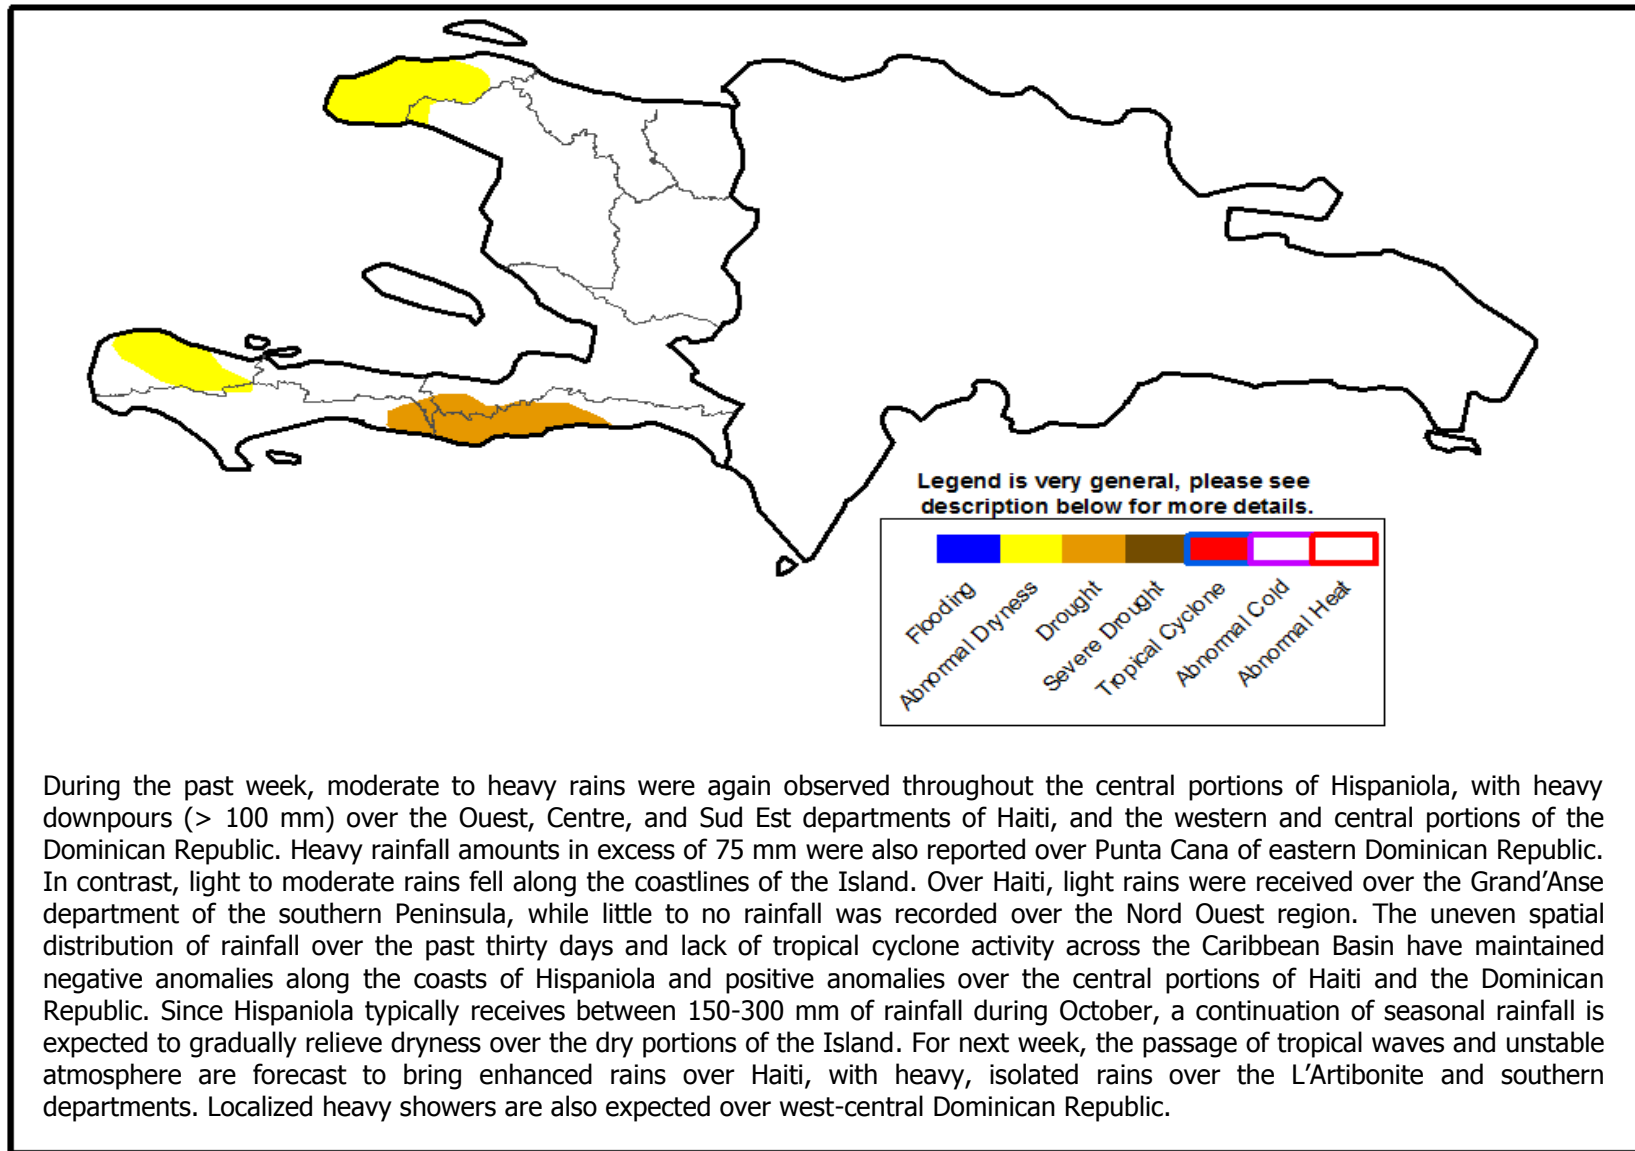 Legend is very general, please see
description below for more details.
Flooding
Abnormal Dryness
Drought
Severe Drought
Tropical Cyclone
Abnormal Cold
Abnormal Heat
During the past week, moderate to heavy rains were again observed throughout the central portions of Hispaniola, with heavy
downpours (> 100 mm) over the Ouest, Centre, and Sud Est departments of Haiti, and the western and central portions of the
Dominican Republic. Heavy rainfall amounts in excess of 75 mm were also reported over Punta Cana of eastern Dominican Republic.
In contrast, light to moderate rains fell along the coastlines of the Island. Over Haiti, light rains were received over the Grand’Anse
department of the southern Peninsula, while little to no rainfall was recorded over the Nord Ouest region. The uneven spatial
distribution of rainfall over the past thirty days and lack of tropical cyclone activity across the Caribbean Basin have maintained
negative anomalies along the coasts of Hispaniola and positive anomalies over the central portions of Haiti and the Dominican
Republic. Since Hispaniola typically receives between 150-300 mm of rainfall during October, a continuation of seasonal rainfall is
expected to gradually relieve dryness over the dry portions of the Island. For next week, the passage of tropical waves and unstable
atmosphere are forecast to bring enhanced rains over Haiti, with heavy, isolated rains over the L’Artibonite and southern
departments. Localized heavy showers are also expected over west-central Dominican Republic.